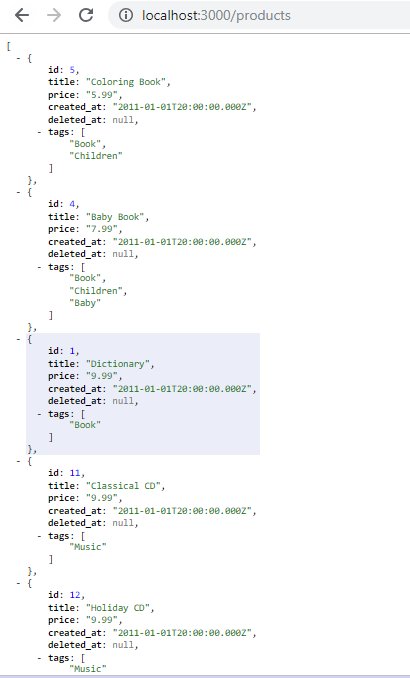 localhost:3000/products
[
- {
id: 5,
title: "Coloring Book",
price: "5.99",
created_at: "2011-01-01T20:00:00.000Z",
deleted_at: null,
- tags: [
"Book",
"Children"
]
},
- {
id: 4,
title: "Baby Book",
price: "7.99",
created_at: "2011-01-01T20:00:00.000Z",
deleted_at: null,
- tags: [
"Book",
"Children",
"Baby"
]
},
- {
id: 1,
title: "Dictionary",
price: "9.99",
created_at: "2011-01-01T20:00:00.000Z",
deleted_at: null,
- tags: [
"Book"
]
},
- {
id: 11,
title: "Classical CD",
price: "9.99",
created_at: "2011-01-01T20:00:00.000Z",
deleted_at: null,
- tags: [
"Music"
]
},
- {
id: 12,
title: "Holiday CD",
price: "9.99",
created_at: "2011-01-01T20:00:00.000Z",
deleted_at: null,
- tags: [
"Music"